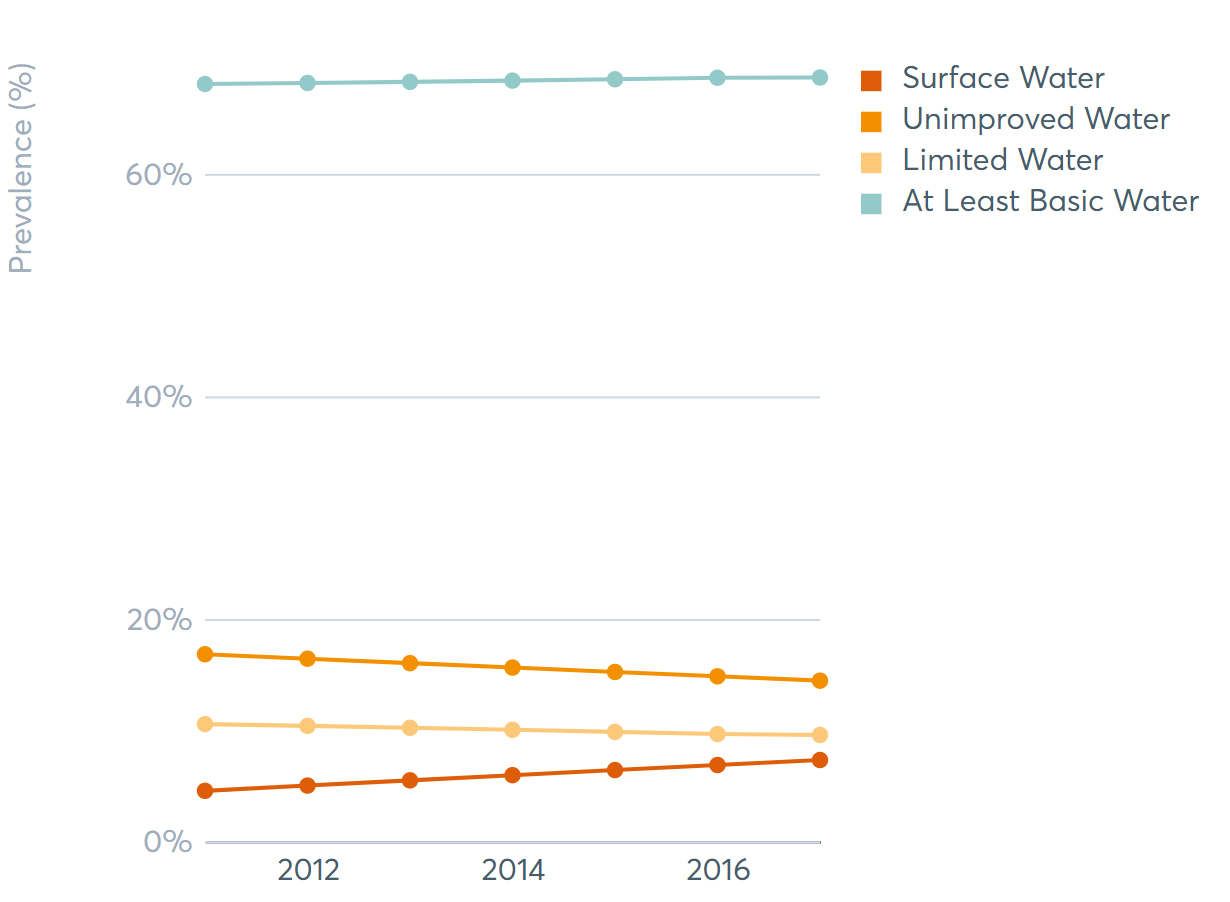 Prevalence (%)
60%
40%
20%
0%
2012
2014
2016
Surface Water
Unimproved Water
Limited Water
At Least Basic Water